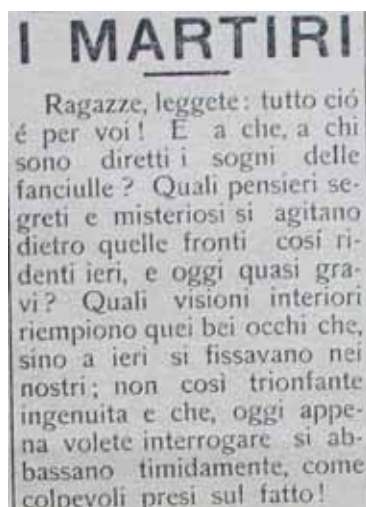 I MARTIRI
Ragazze, leggete: tutto ció
é per voi! E a che, a chi
sono diretti i sogni delle
fanciulle? Quali pensieri se-
greti e misteriosi si agitano
dietro quelle fronti cosi ri-
denti ieri, e oggi quasi gra-
vi? Quali visioni interiori
riempiono quei bei occhi che,
sino a ieri si fissavano nei
nostri; non così trionfante
ingenuita e che, oggi appe-
na volete interrogare si ab-
bassano timidamente, come
colpevoli presi sul fatto!